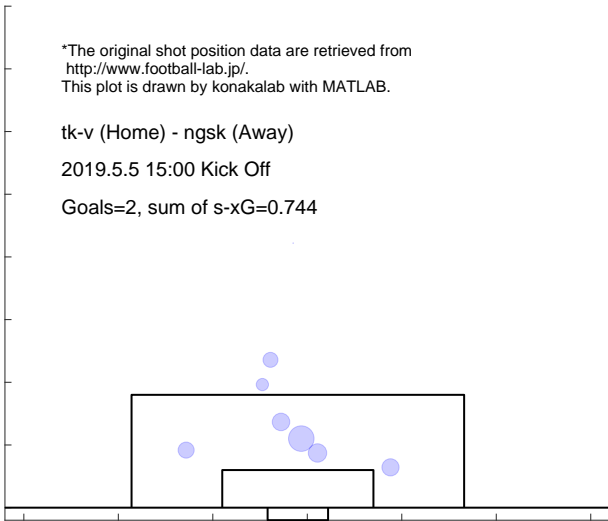 *The original shot position data are retrieved from
http://www.football-lab.jp/.
This plot is drawn by konakalab with MATLAB.
tk-v (Home) - ngsk (Away)
2019.5.5 15:00 Kick Off
Goals=2, sum of s-xG=0.744